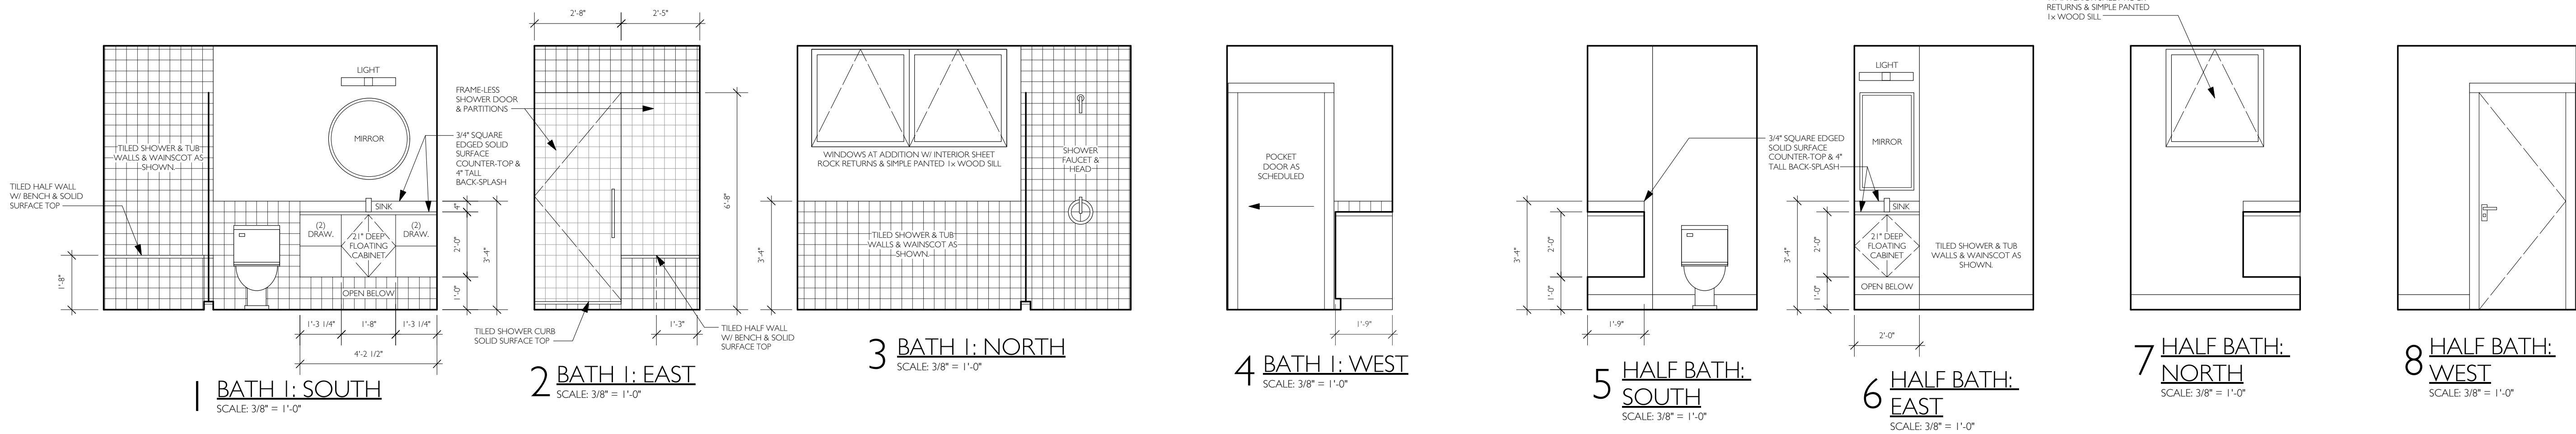 2'-8"
2'-5"
LIGHT
MIRROR
TILED SHOWER & TUB
WALLS & WAINSCOT AS
SHOWN.
TILED HALF WALL
W/ BENCH & SOLID
SURFACE TOP
SINK
(2)
DRAW.
21" DEEP
FLOATING
CABINET
(2)
DRAW.
OPEN BELOW
1'-8"
4"
2'-0"
1'-0"
3'-4"
1'-3 1/4"
1'-8"
1'-3 1/4"
4'-2 1/2"
1 BATH 1: SOUTH
SCALE: 3/8" = 1'-0"
FRAME-LESS
SHOWER DOOR
& PARTITIONS
3/4" SQUARE
EDGED SOLID
SURFACE
COUNTER-TOP &
4" TALL
BACK-SPLASH
6'-8"
1'-3"
TILED SHOWER CURB
SOLID SURFACE TOP
TILED HALF WALL
W/ BENCH & SOLID
SURFACE TOP
2 BATH 1: EAST
SCALE: 3/8" = 1'-0"
WINDOWS AT ADDITION W/ INTERIOR SHEET
ROCK RETURNS & SIMPLE PANTED 1x WOOD SILL
SHOWER
FAUCET &
HEAD
TILED SHOWER & TUB
WALLS & WAINSCOT AS
SHOWN.
3'-4"
3 BATH 1: NORTH
SCALE: 3/8" = 1'-0"
POCKET
DOOR AS
SCHEDULED
1'-9"
4 BATH 1: WEST
SCALE: 3/8" = 1'-0"
3'-4"
2'-0"
1'-0"
1'-9"
5 HALF BATH:
SOUTH
SCALE: 3/8" = 1'-0"
3/4" SQUARE EDGED
SOLID SURFACE
COUNTER-TOP & 4"
TALL BACK-SPLASH
LIGHT
MIRROR
SINK
21" DEEP
FLOATING
CABINET
OPEN BELOW
TILED SHOWER & TUB
WALLS & WAINSCOT AS
SHOWN.
3'-4"
2'-0"
1'-0"
2'-0"
6 HALF BATH:
EAST
SCALE: 3/8" = 1'-0"
RETURNS & SIMPLE PANTED
1x WOOD SILL
7 HALF BATH:
NORTH
SCALE: 3/8" = 1'-0"
8 HALF BATH:
WEST
SCALE: 3/8" = 1'-0"